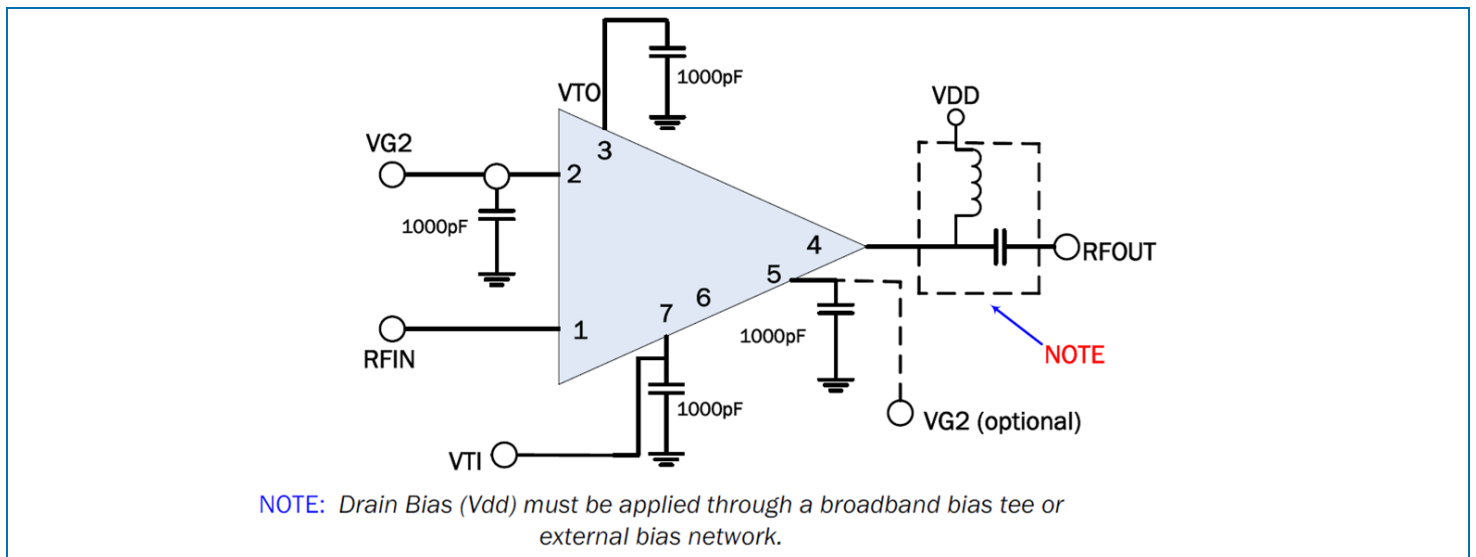 1000pF
VTO
VDD
VG2
3
2
1000pF
4
RFOUT
5
6
7
1000pF
1
RFIN
NOTE
1000pF
VG2 (optional)
VTI
NOTE: Drain Bias (Vdd) must be applied through a broadband bias tee or
external bias network.